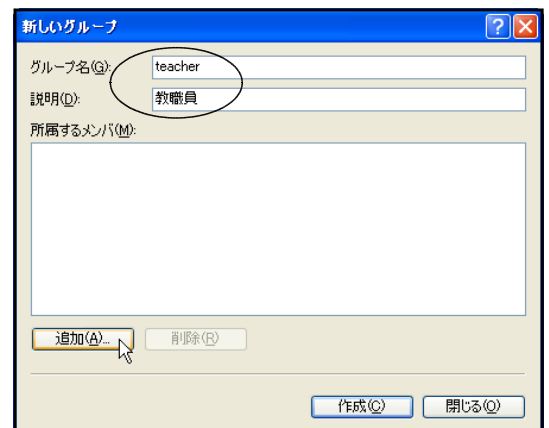 新しいグループ
グループ名(G): teacher
説明(D): 教職員
所属するメンバ(M):
追加(A)... 削除(R)
作成(C) 閉じる(O)